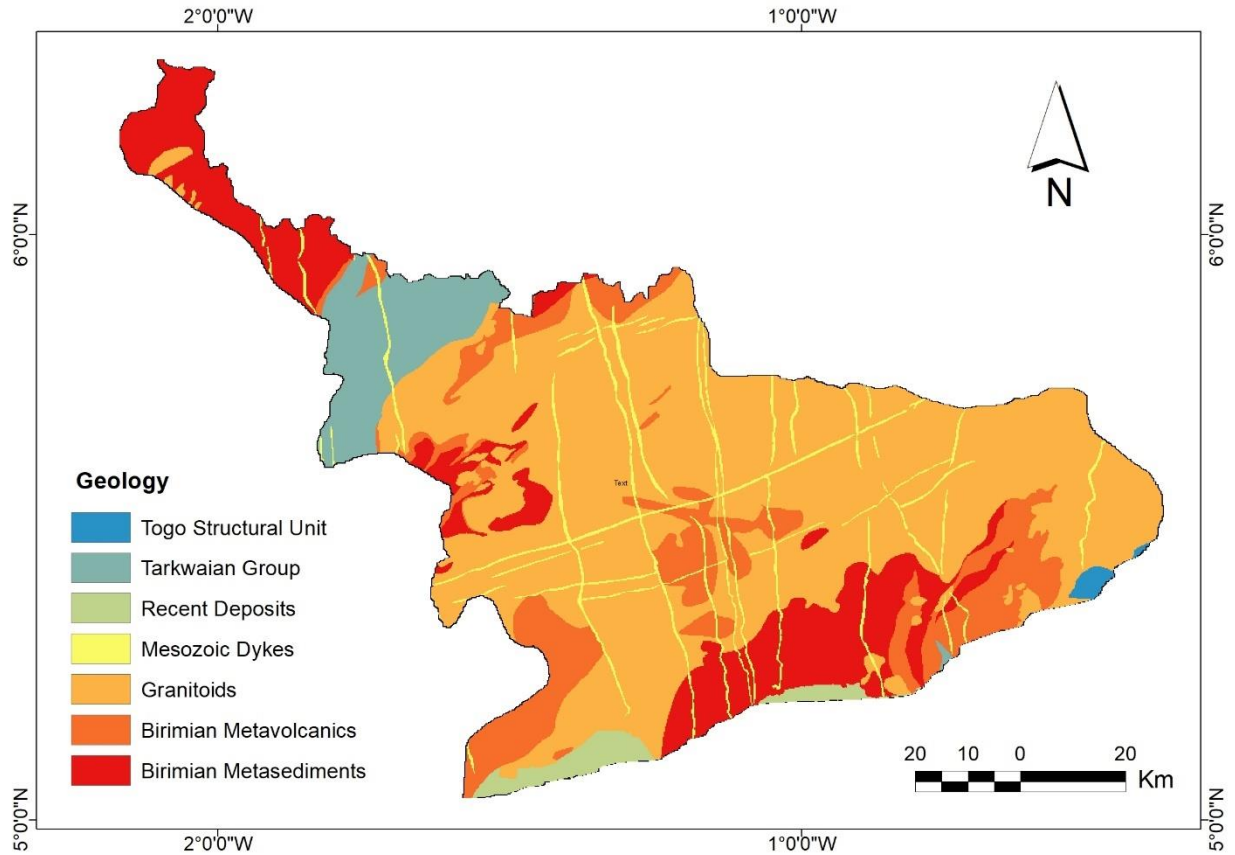 2°0'0"W 1°0'0"W
N
6°0'0"N 6°0'0"N
Text
Geology
Togo Structural Unit
Tarkwaian Group
Recent Deposits
Mesozoic Dykes
Granitoids
Birimian Metavolcanics
Birimian Metasediments
20 10 0 20
Km
5°0'0"N 5°0'0"N
2°0'0"W 1°0'0"W